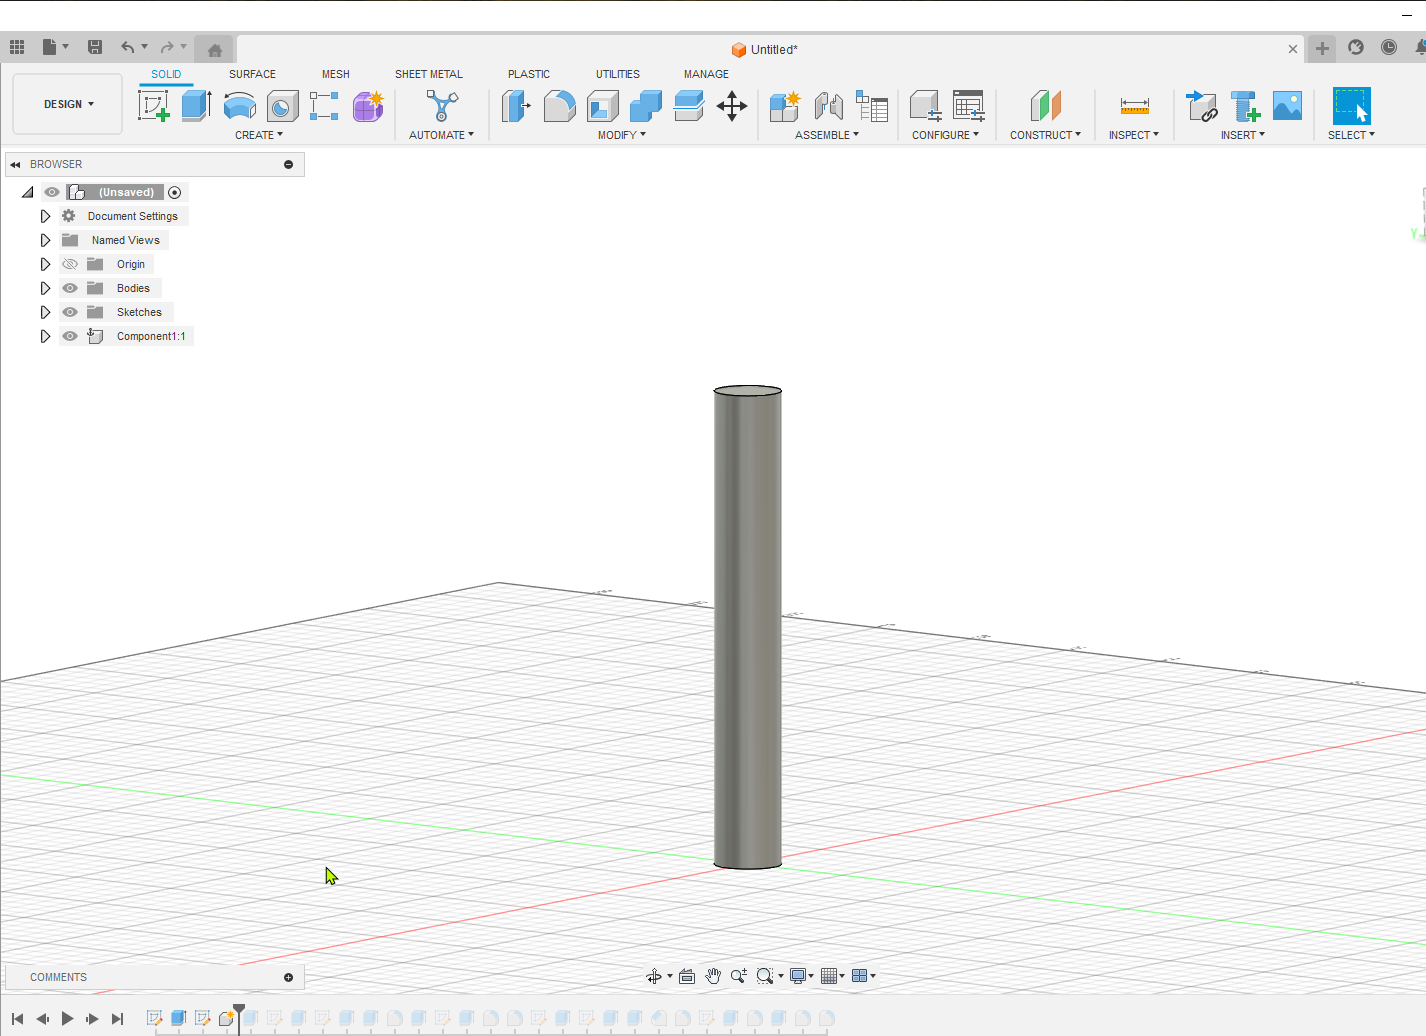 Untitled*
SOLID SURFACE MESH SHEET METAL PLASTIC UTILITIES MANAGE
DESIGN
CREATE AUTOMATE MODIFY ASSEMBLE CONFIGURE CONSTRUCT INSPECT INSERT SELECT
BROWSER
(Unsaved)
Document Settings
Named Views
Origin
Bodies
Sketches
Component1:1
Y
COMMENTS